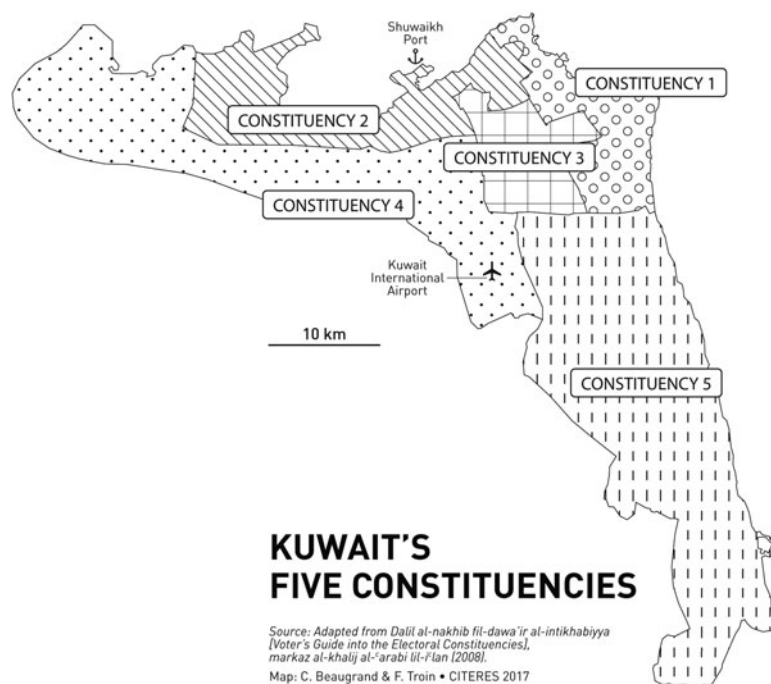 Shuwaikh
Port
CONSTITUENCY 1
CONSTITUENCY 2
CONSTITUENCY 3
CONSTITUENCY 4
Kuwait
International
Airport
10 km
CONSTITUENCY 5
KUWAIT'S
FIVE CONSTITUENCIES
Source: Adapted from Dalil al-nakhib fil-dawa'ir al-intikhabiyya
[Voter's Guide into the Electoral Constituencies],
markaz al-khalij al-ᶜarabi lil-iᶜlan (2008).
Map: C. Beaugrand & F. Troin • CITERES 2017